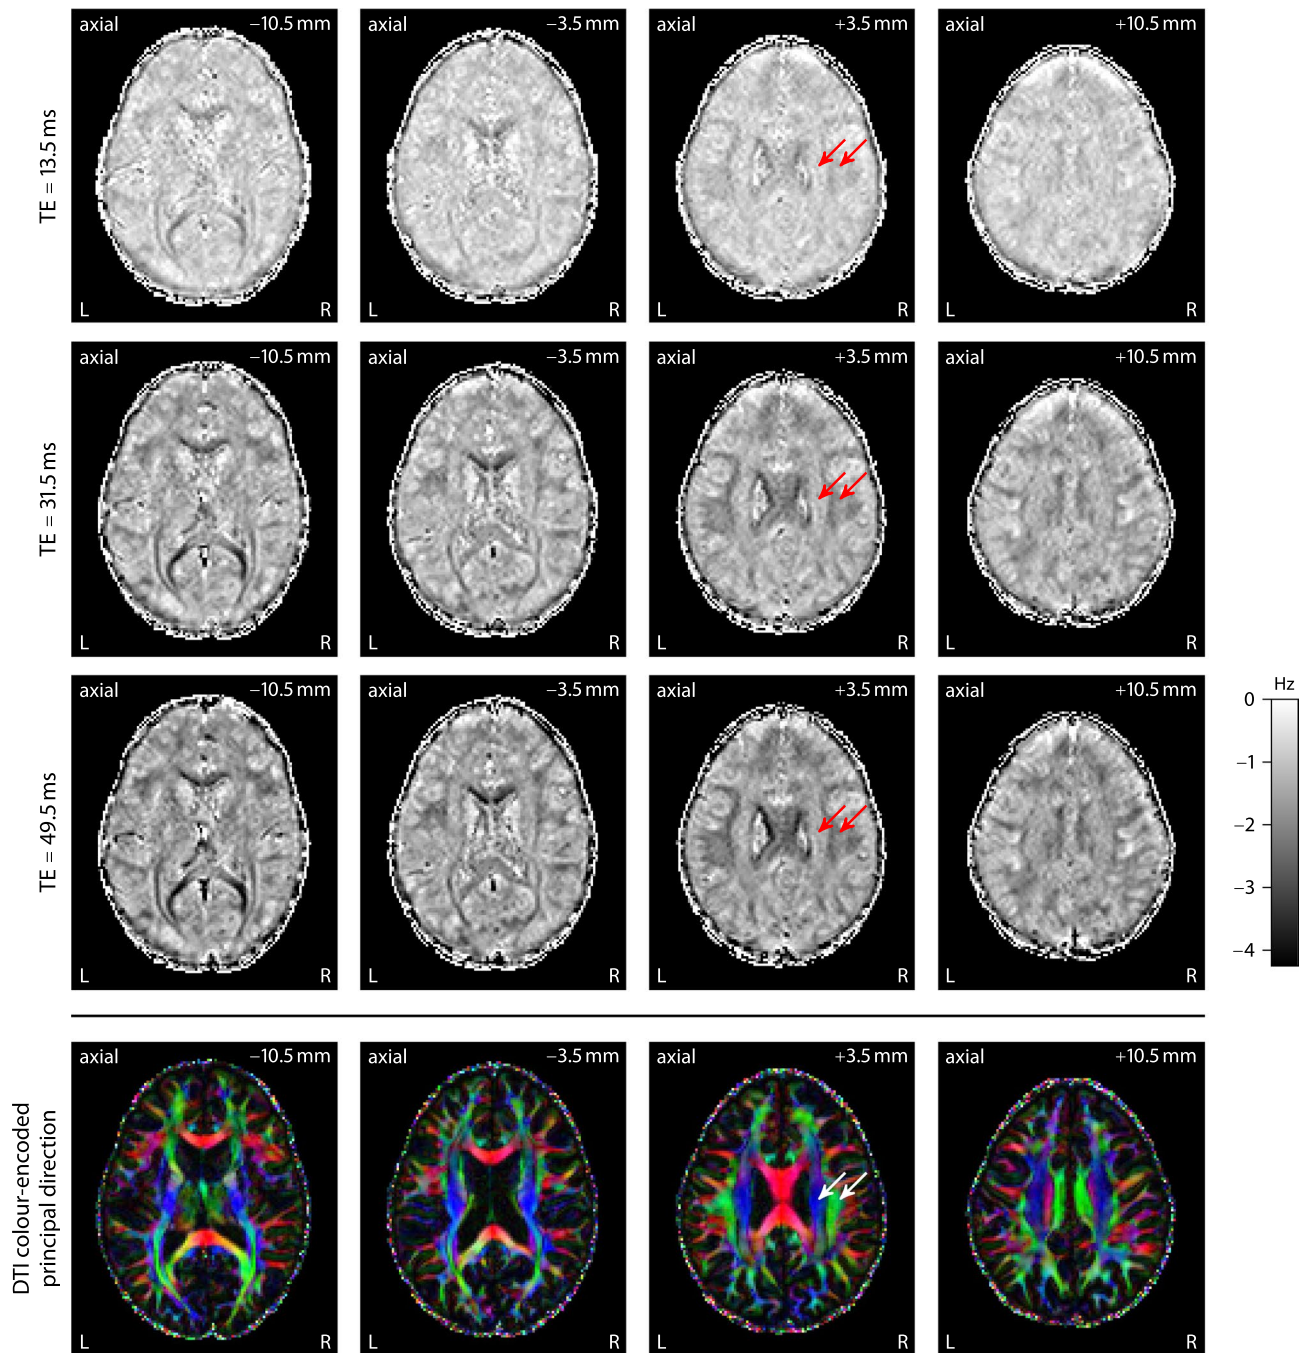 axial −10.5 mm
axial −3.5 mm
axial +3.5 mm
axial +10.5 mm
TE = 13.5 ms
L R
L R
L R
L R
axial −10.5 mm
axial −3.5 mm
axial +3.5 mm
axial +10.5 mm
TE = 31.5 ms
L R
L R
L R
L R
axial −10.5 mm
axial −3.5 mm
axial +3.5 mm
axial +10.5 mm
TE = 49.5 ms
L R
L R
L R
L R
Hz
0
−1
−2
−3
−4
axial −10.5 mm
axial −3.5 mm
axial +3.5 mm
axial +10.5 mm
DTI colour-encoded
principal direction
L R
L R
L R
L R